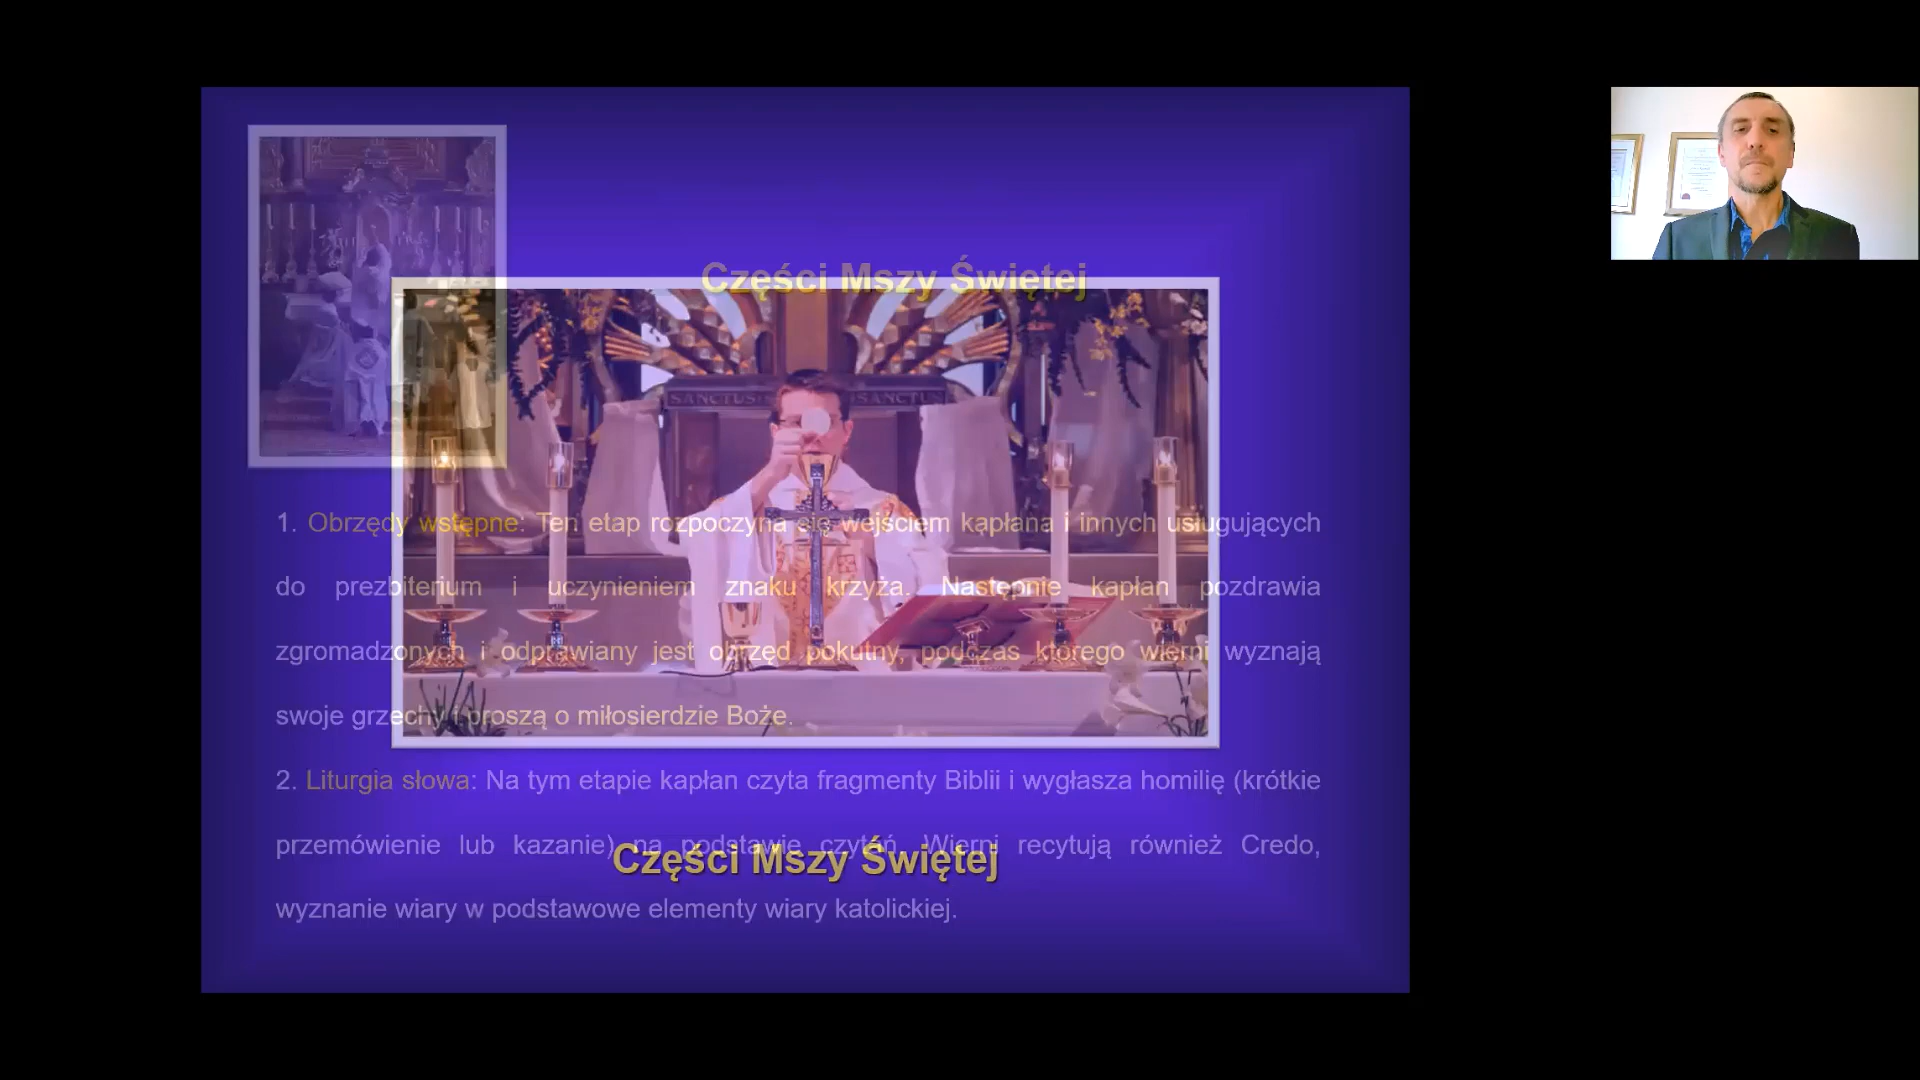 Części Mszy Świętej
SANCTUS SANCTUS
1. Obrzędy wstępne: Ten etap rozpoczyna się wejściem kapłana i innych usługujących
do prezbiterium i uczynieniem znaku krzyża. Następnie kapłan pozdrawia
zgromadzonych i odprawiany jest obrzęd pokutny, podczas którego wierni wyznają
swoje grzechy i proszą o miłosierdzie Boże.
2. Liturgia słowa: Na tym etapie kapłan czyta fragmenty Biblii i wygłasza homilię (krótkie
przemówienie lub kazanie) na podstawie czytań. Wierni recytują również Credo,
Części Mszy Świętej
wyznanie wiary w podstawowe elementy wiary katolickiej.